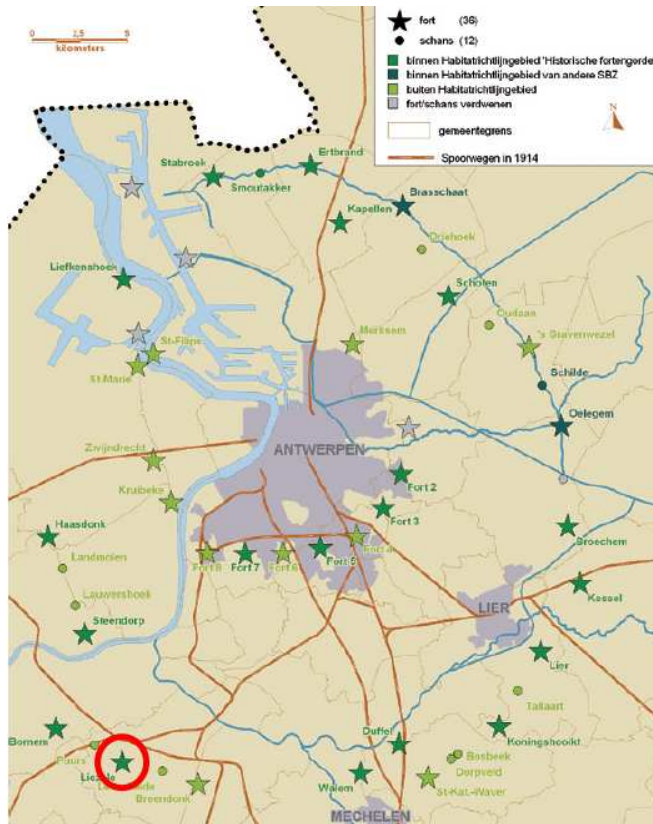 0 2,5 5
kilometers
fort (36)
schans (12)
binnen Habitatrichtlijngebied 'Historische fortengorde
binnen Habitatrichtlijngebied van andere SBZ
buiten Habitatrichtlijngebied
fort/schans verdwenen
gemeentegrens
Spoorwegen in 1914
N
Ertbrand
Stabroek
Smoutakker
Brasschaat
Kapellen
Driehoek
Liefkenshoek
Schoten
Oudaan
's Gravenwezel
St-Filips
Merksem
St-Marie
Schilde
Oelegem
ANTWERPEN
Zwijndrecht
Fort 2
Kruibeke
Fort 3
Haasdonk
Broechem
Fort 4
Fort 8
Fort 7
Fort 6
Fort 5
Landmolen
Kessel
Lauwershoek
LIER
Steendorp
Lier
Tallaart
Bornem
Duffel
Koningshooikt
Puurs
Bosbeek
Dorpveld
Liezele
Breendonk
Walem
St-Kat.-Waver
MECHELEN